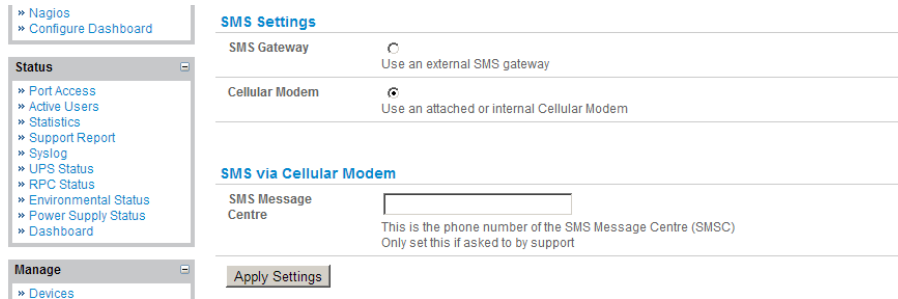 » Nagios
» Configure Dashboard
Status
» Port Access
» Active Users
» Statistics
» Support Report
» Syslog
» UPS Status
» RPC Status
» Environmental Status
» Power Supply Status
» Dashboard
Manage
» Devices
SMS Settings
SMS Gateway
Use an external SMS gateway
Cellular Modem
Use an attached or internal Cellular Modem
SMS via Cellular Modem
SMS Message
Centre
This is the phone number of the SMS Message Centre (SMSC)
Only set this if asked to by support
Apply Settings